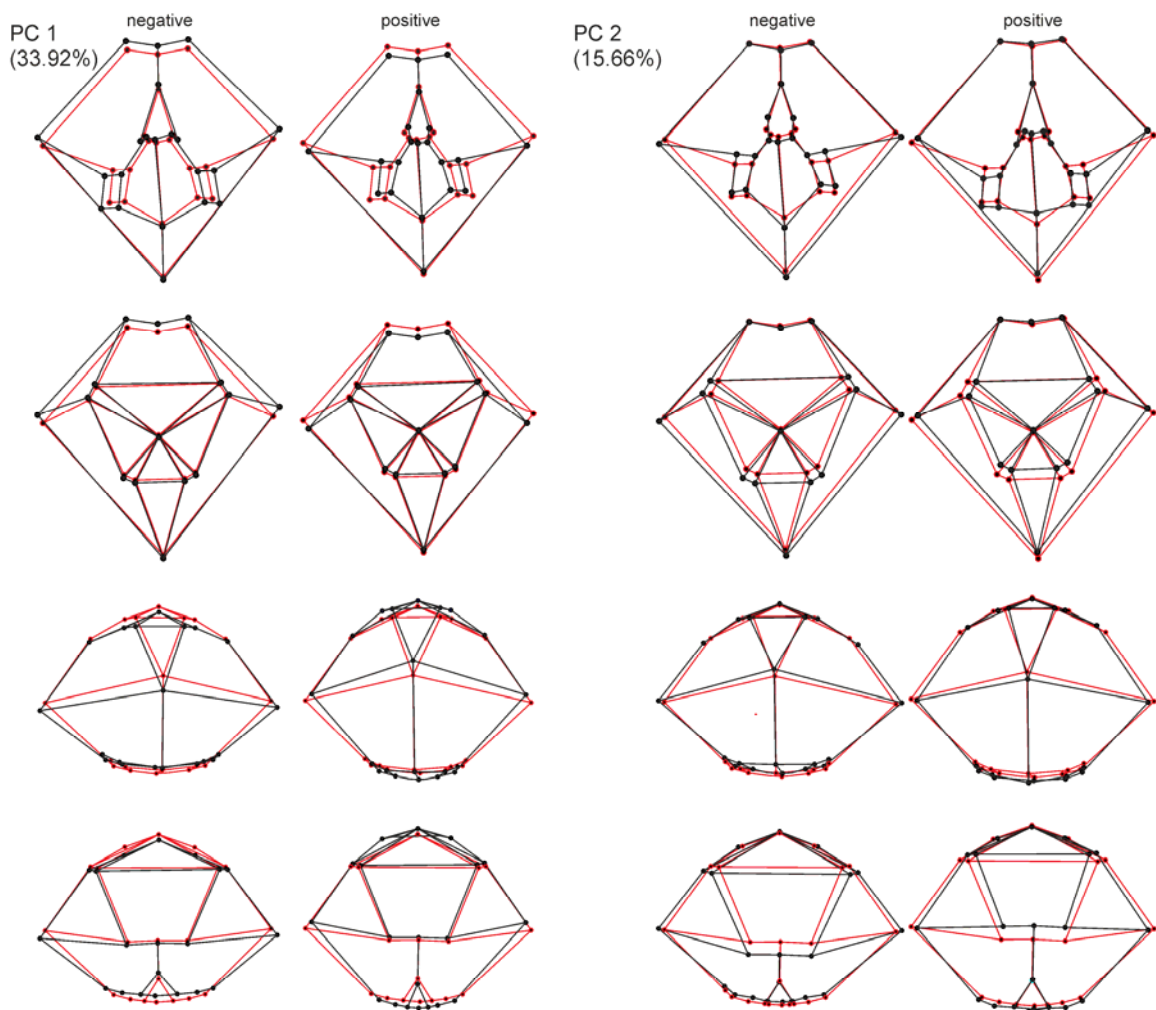 PC 1
(33.92%)
negative
positive
PC 2
(15.66%)
negative
positive